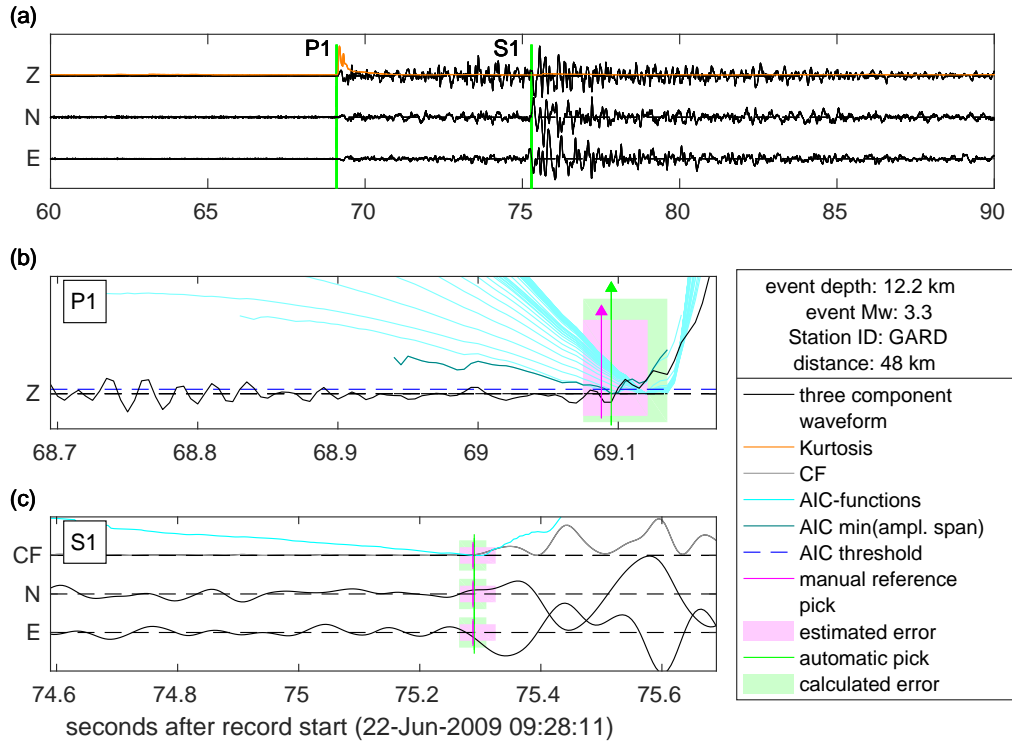 (a)
P1
S1
Z
N
E
60
65
70
75
80
85
90
(b)
P1
Z
68.7
68.8
68.9
69
69.1
(c)
S1
CF
N
E
74.6
74.8
75
75.2
75.4
75.6
seconds after record start (22-Jun-2009 09:28:11)
event depth: 12.2 km
event Mw: 3.3
Station ID: GARD
distance: 48 km
three component
waveform
Kurtosis
CF
AIC-functions
AIC min(ampl. span)
AIC threshold
manual reference
pick
estimated error
automatic pick
calculated error